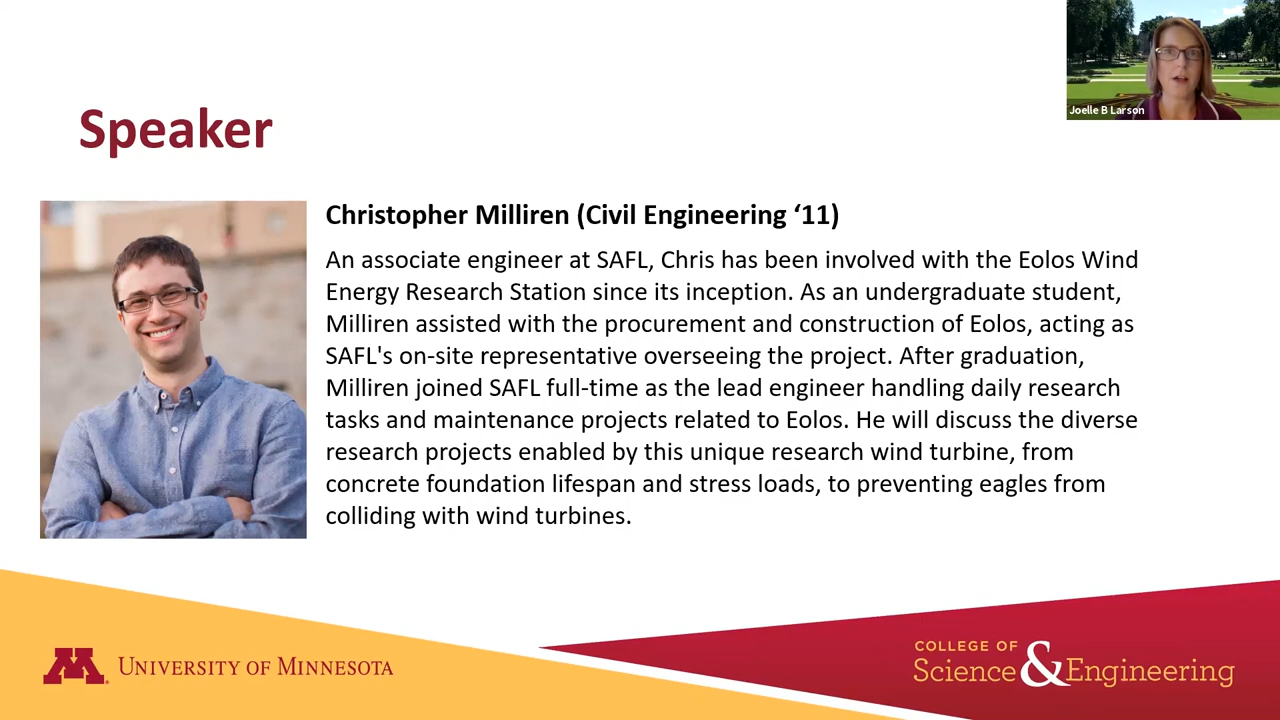 Joelle B Larson
Speaker
Christopher Milliren (Civil Engineering ‘11)
An associate engineer at SAFL, Chris has been involved with the Eolos Wind
Energy Research Station since its inception. As an undergraduate student,
Milliren assisted with the procurement and construction of Eolos, acting as
SAFL's on-site representative overseeing the project. After graduation,
Milliren joined SAFL full-time as the lead engineer handling daily research
tasks and maintenance projects related to Eolos. He will discuss the diverse
research projects enabled by this unique research wind turbine, from
concrete foundation lifespan and stress loads, to preventing eagles from
colliding with wind turbines.
M University of Minnesota
COLLEGE OF
Science & Engineering